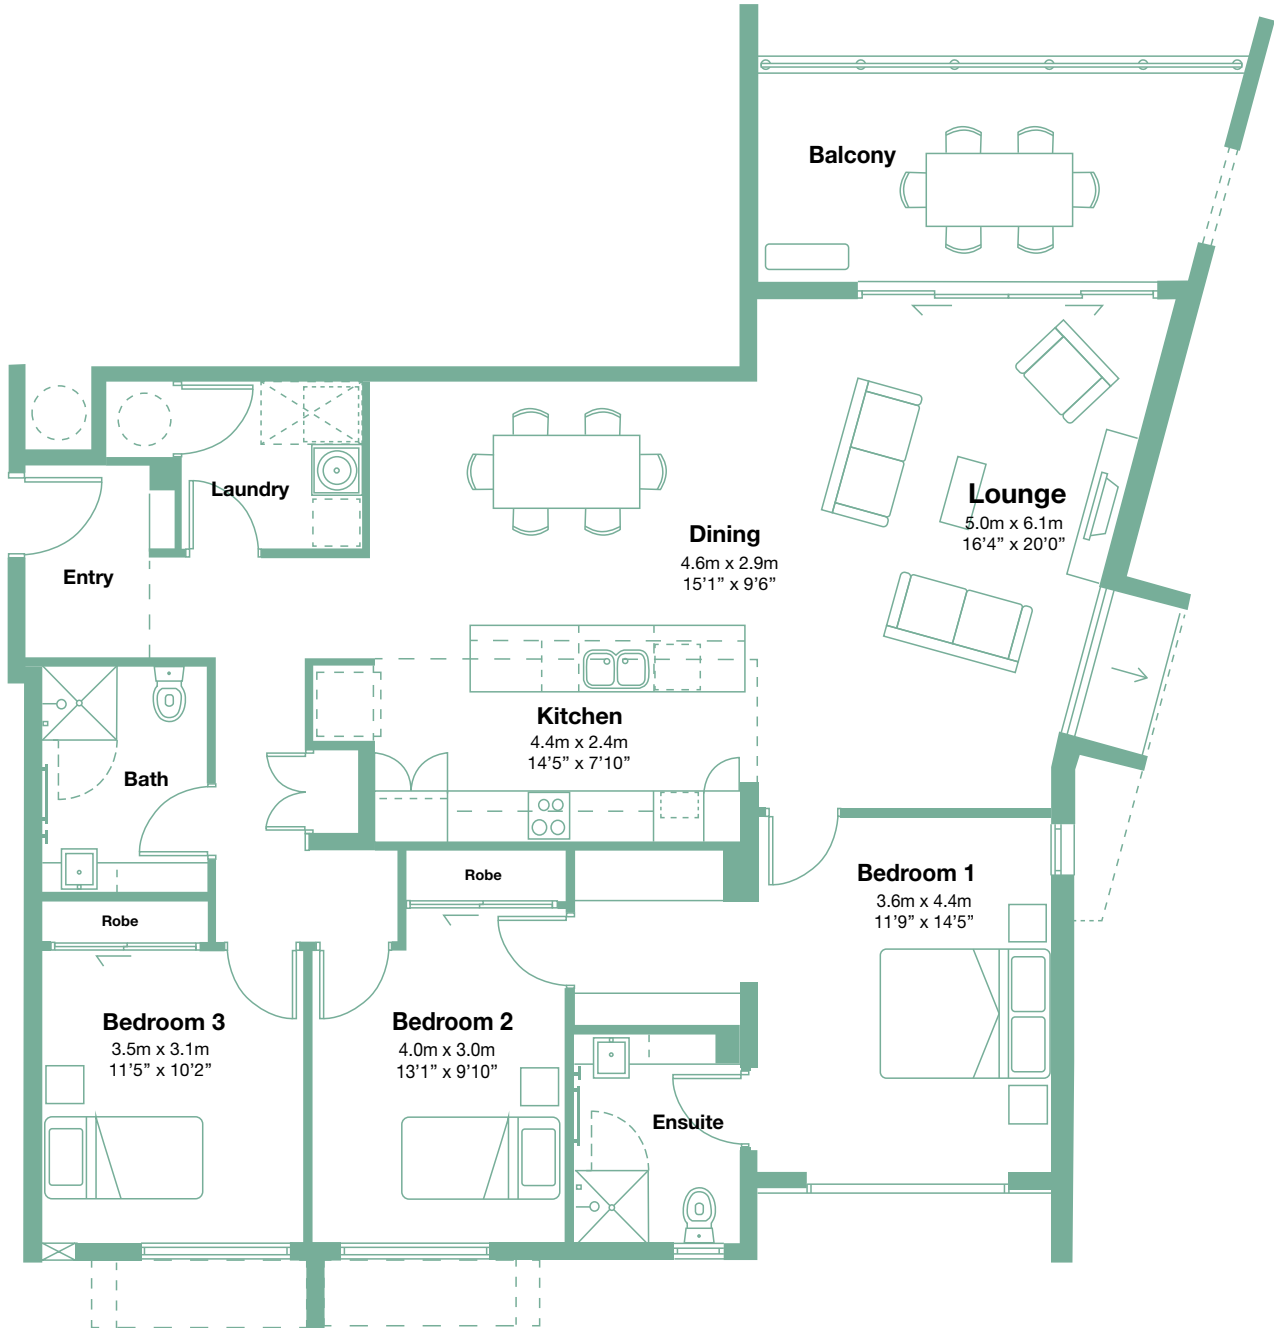 Balcony
Lounge
5.0m x 6.1m
16’4” x 20’0”
Laundry
Dining
4.6m x 2.9m
15’1” x 9’6”
Entry
Kitchen
4.4m x 2.4m
14’5” x 7’10”
Bath
Robe
Bedroom 1
3.6m x 4.4m
11’9” x 14’5”
Robe
Bedroom 3
3.5m x 3.1m
11’5” x 10’2”
Bedroom 2
4.0m x 3.0m
13’1” x 9’10”
Ensuite